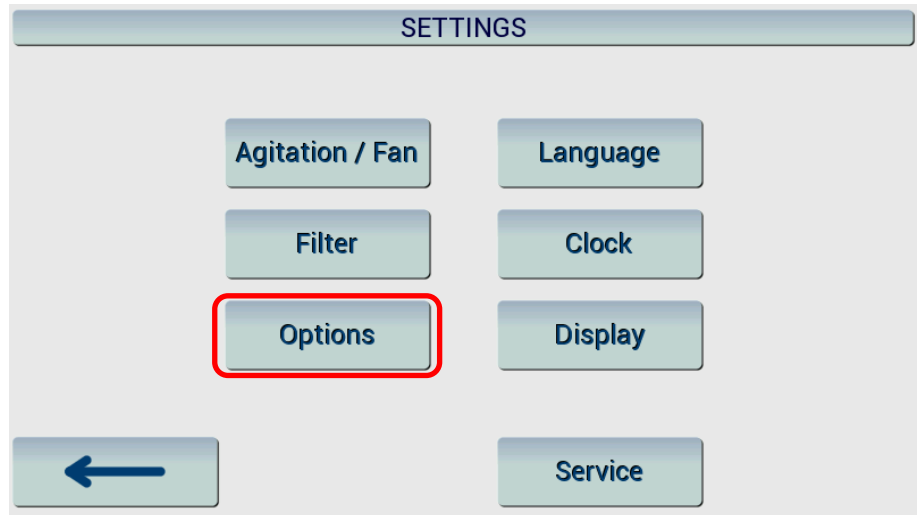 SETTINGS
Agitation / Fan
Language
Filter
Clock
Options
Display
Service